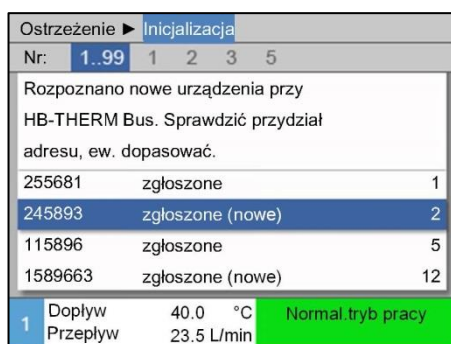 Ostrzeżenie ► Inicjalizacja
Nr: 1..99 1 2 3 5
Rozpoznano nowe urządzenia przy
HB-THERM Bus. Sprawdzić przydział
adresu, ew. dopasować.
255681 zgłoszone 1
245893 zgłoszone (nowe) 2
115896 zgłoszone 5
1589663 zgłoszone (nowe) 12
1 Dopływ 40.0 °C Normal.tryb pracy
Przepływ 23.5 L/min